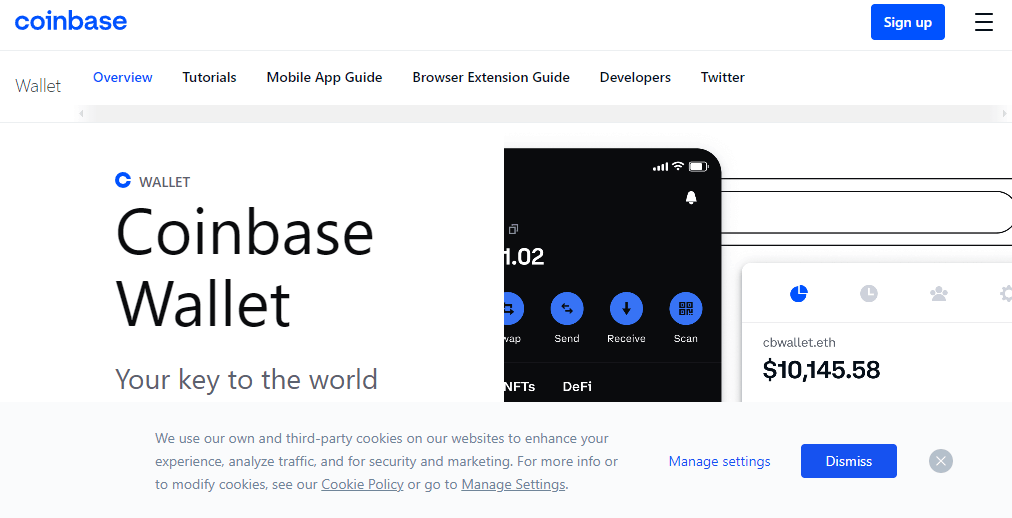 coinbase
Sign up
Wallet
Overview
Tutorials
Mobile App Guide
Browser Extension Guide
Developers
Twitter
WALLET
Coinbase
Wallet
Your key to the world
1.02
wap
Send
Receive
Scan
NFTs
DeFi
cbwallet.eth
$10,145.58
We use our own and third-party cookies on our websites to enhance your
experience, analyze traffic, and for security and marketing. For more info or
to modify cookies, see our Cookie Policy or go to Manage Settings.
Manage settings
Dismiss